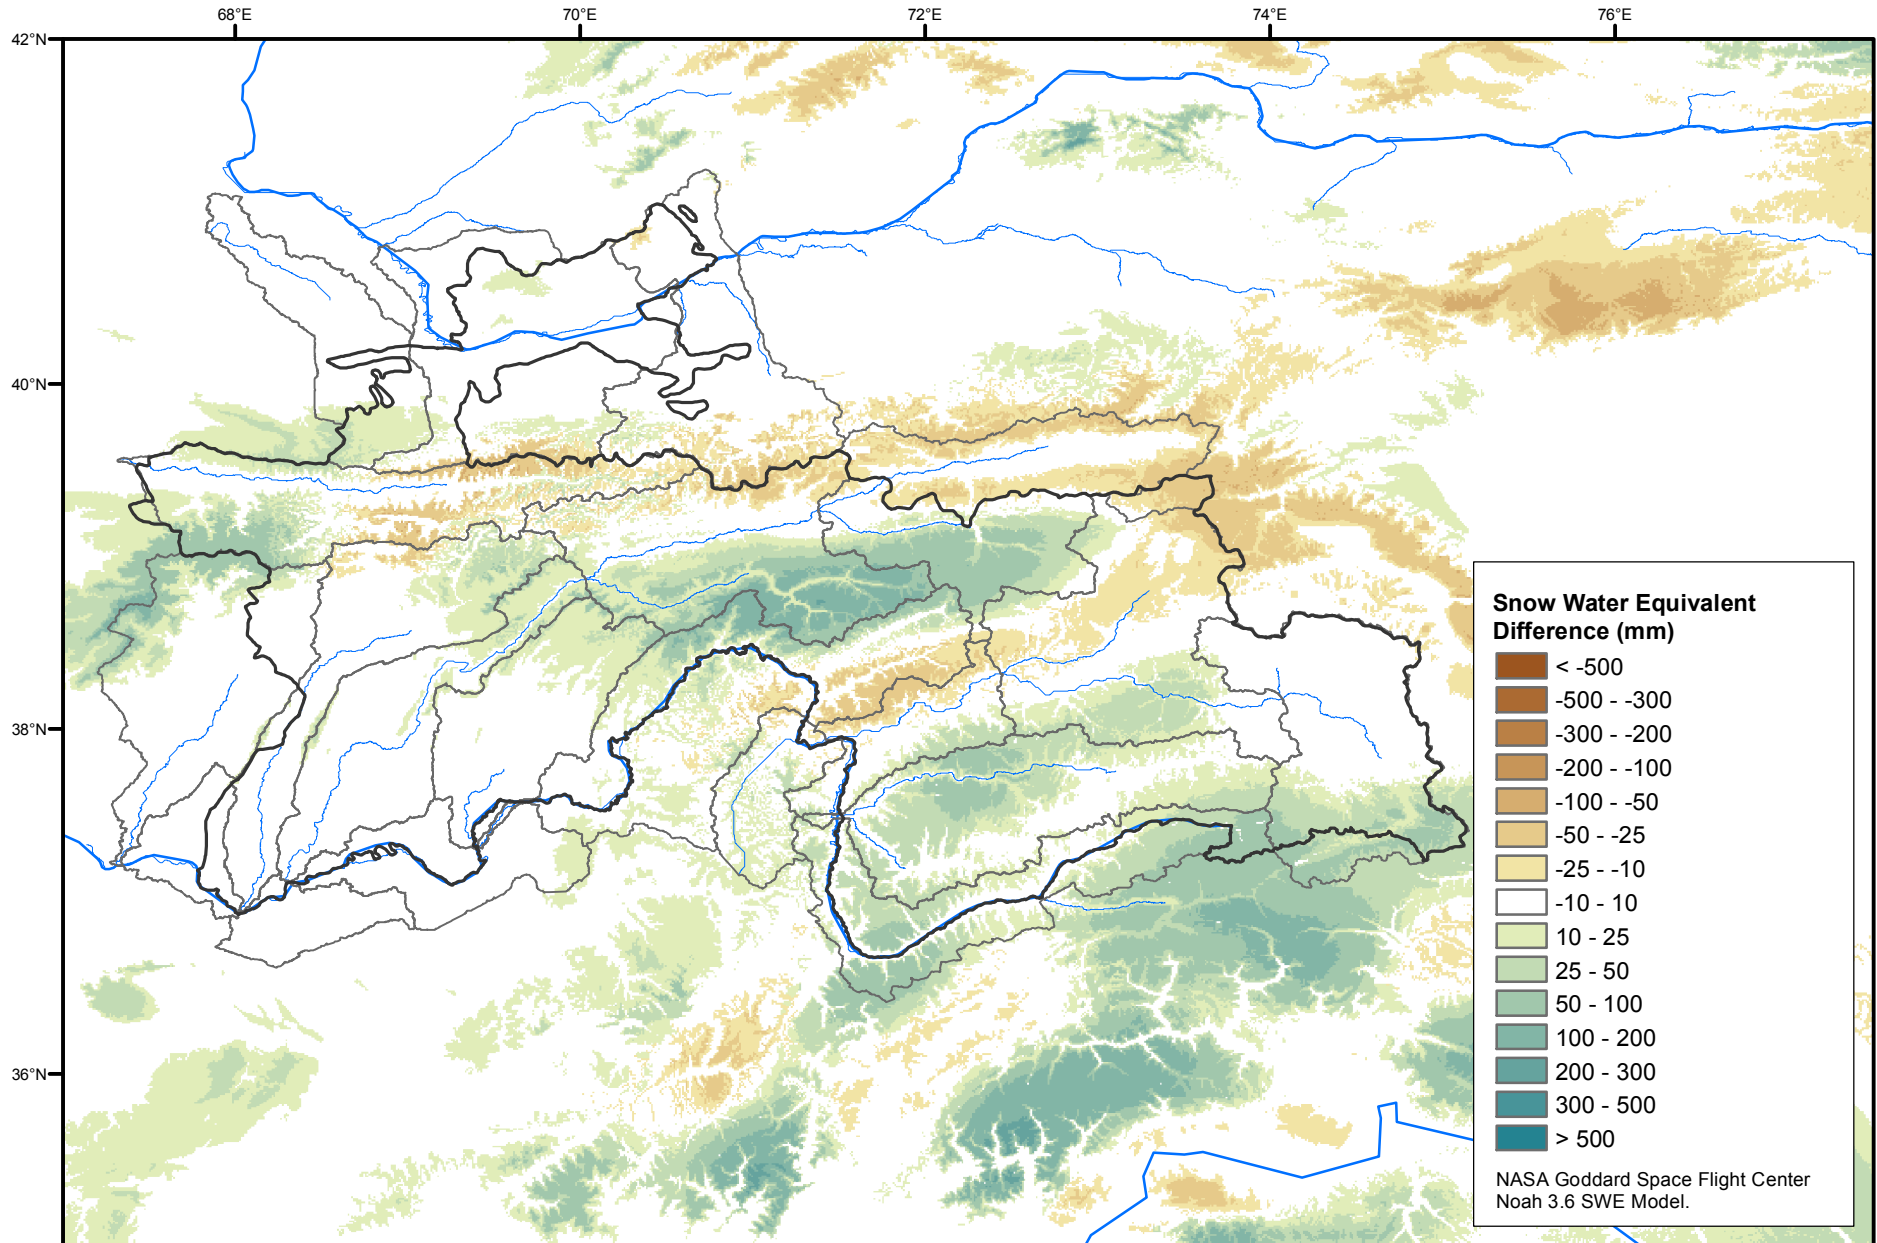 68°E
70°E
72°E
74°E
76°E
42°N
40°N
38°N
36°N
Snow Water Equivalent
Difference (mm)
< -500
-500 - -300
-300 - -200
-200 - -100
-100 - -50
-50 - -25
-25 - -10
-10 - 10
10 - 25
25 - 50
50 - 100
100 - 200
200 - 300
300 - 500
> 500
NASA Goddard Space Flight Center
Noah 3.6 SWE Model.